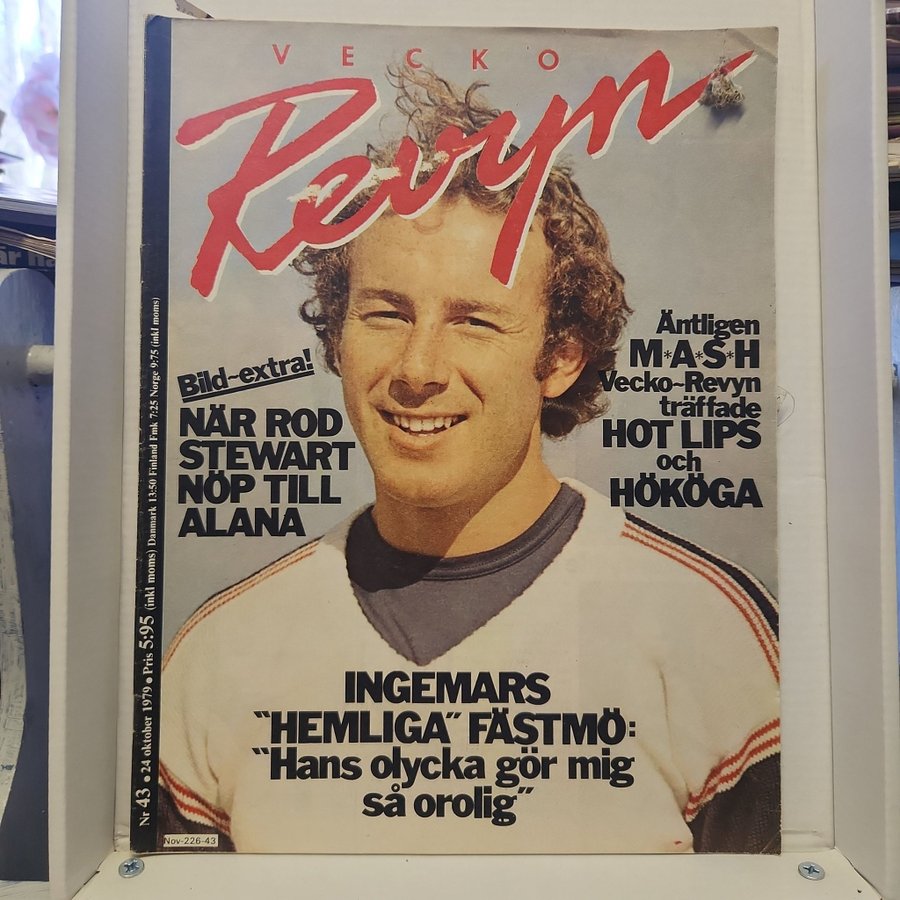 VECKO
Revyn
Bild-extra!
NÄR ROD
STEWART
NÖP TILL
ALANA
Äntligen
M*A*S*H
Vecko-Revyn
träffade
HOT LIPS
och
HÖKÖGA
INGEMARS
"HEMLIGA" FÄSTMÖ:
"Hans olycka gör mig
så orolig"
Nr 43 • 24 oktober 1979 • Pris 5:95 (inkl moms) Danmark 13:50 Finland Fmk 7:25 Norge 9:75 (inkl moms)
Nov-226-43